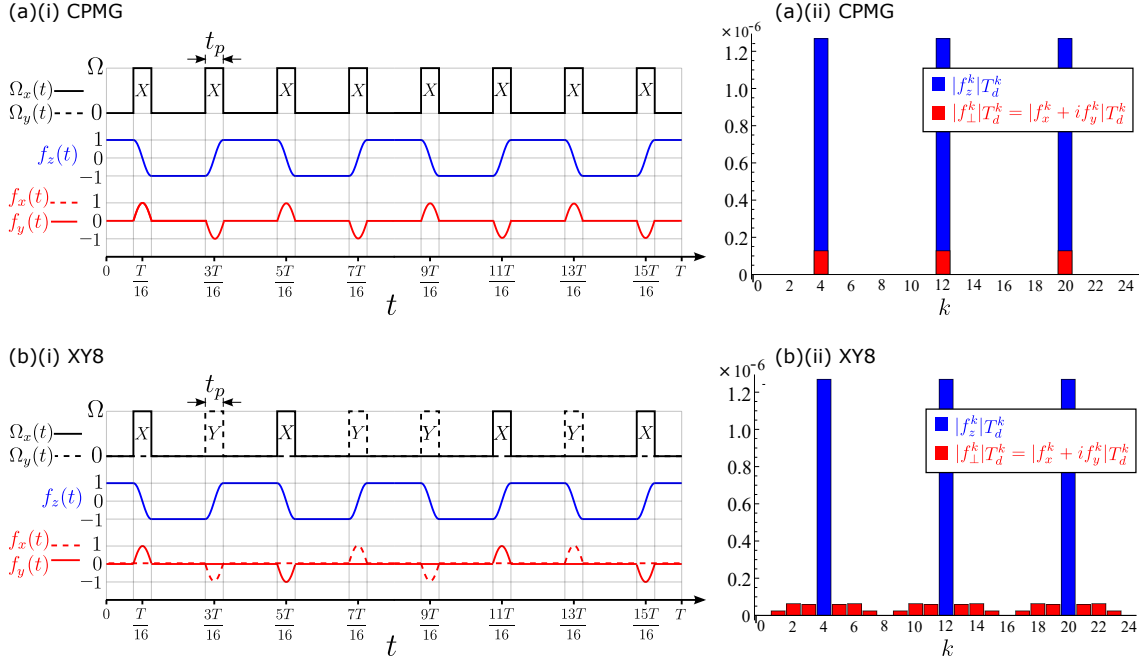 (a)(i) CPMG
t_p
Ω
Ω_x(t)
Ω_y(t)
0
X X X X X X X X
1
f_z(t) 0
−1
f_x(t) 1
f_y(t) 0
−1
0 T/16 3T/16 5T/16 7T/16 9T/16 11T/16 13T/16 15T/16 T
t
(a)(ii) CPMG
×10^−6
1.2
1.0
0.8
0.6
0.4
0.2
0
|f_z^k|T_d^k
|f_⊥^k|T_d^k = |f_x^k + if_y^k|T_d^k
0 2 4 6 8 10 12 14 16 18 20 22 24
k
(b)(i) XY8
t_p
Ω
Ω_x(t)
Ω_y(t)
0
X Y X Y Y X Y X
1
f_z(t) 0
−1
f_x(t) 1
f_y(t) 0
−1
0 T/16 3T/16 5T/16 7T/16 9T/16 11T/16 13T/16 15T/16 T
t
(b)(ii) XY8
×10^−6
1.2
1.0
0.8
0.6
0.4
0.2
0
|f_z^k|T_d^k
|f_⊥^k|T_d^k = |f_x^k + if_y^k|T_d^k
0 2 4 6 8 10 12 14 16 18 20 22 24
k